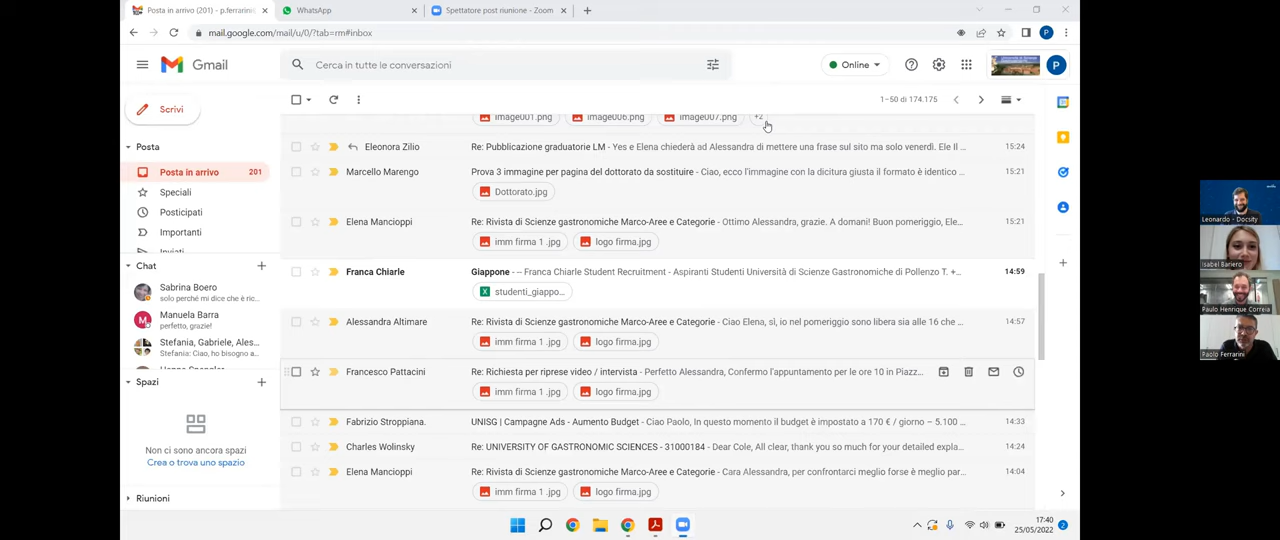 Posta in arrivo (201) - p.ferrarini
WhatsApp
Spettatore post riunione - Zoom
mail.google.com/mail/u/0/?tab=rm#inbox
Gmail
Cerca in tutte le conversazioni
Online
P
Scrivi
1–50 di 174.175
image001.png image006.png image007.png +2
Posta
Eleonora Zilio Re: Pubblicazione graduatorie LM - Yes e Elena chiederà ad Alessandra di mettere una frase sul sito ma solo venerdì. Ele Il ... 15:24
Posta in arrivo 201
Marcello Marengo Prova 3 immagine per pagina del dottorato da sostituire - Ciao, ecco l'immagine con la dicitura giusta il formato è identico ... 15:21
Speciali
Dottorato.jpg
Posticipati
Elena Mancioppi Re: Rivista di Scienze gastronomiche Marco-Aree e Categorie - Ottimo Alessandra, grazie. A domani! Buon pomeriggio, Ele... 15:21
Importanti
imm firma 1 .jpg logo firma.jpg
Inviati
Chat
Franca Chiarle Giappone - -- Franca Chiarle Student Recruitment - Aspiranti Studenti Università di Scienze Gastronomiche di Pollenzo T. +... 14:59
students_giappo...
Sabrina Boero
solo perché mi dice che è ric...
Manuela Barra
perfetto, grazie!
Alessandra Altimare Re: Rivista di Scienze gastronomiche Marco-Aree e Categorie - Ciao Elena, sì, io nel pomeriggio sono libera sia alle 16 che ... 14:57
imm firma 1 .jpg logo firma.jpg
Stefania, Gabriele, Ales...
Stefania: Ciao, ho bisogno a...
Francesco Pattacini Re: Richiesta per riprese video / intervista - Perfetto Alessandra, Confermo l'appuntamento per le ore 10 in Piazz...
imm firma 1 .jpg logo firma.jpg
Spazi
Non ci sono ancora spazi
Crea o trova uno spazio
Fabrizio Stroppiana. UNISG | Campagne Ads - Aumento Budget - Ciao Paolo, In questo momento il budget è impostato a 170 € / giorno – 5.100 ... 14:33
Charles Wolinsky Re: UNIVERSITY OF GASTRONOMIC SCIENCES - 31000184 - Dear Cole, All clear, thank you so much for your detailed expla... 14:24
Elena Mancioppi Re: Rivista di Scienze gastronomiche Marco-Aree e Categorie - Cara Alessandra, per confrontarci meglio forse è meglio par... 14:04
imm firma 1 .jpg logo firma.jpg
Riunioni
17:40
25/05/2022
Leonardo - Docsity
Isabel Bariero
Paulo Henrique Correia
Paolo Ferrarini